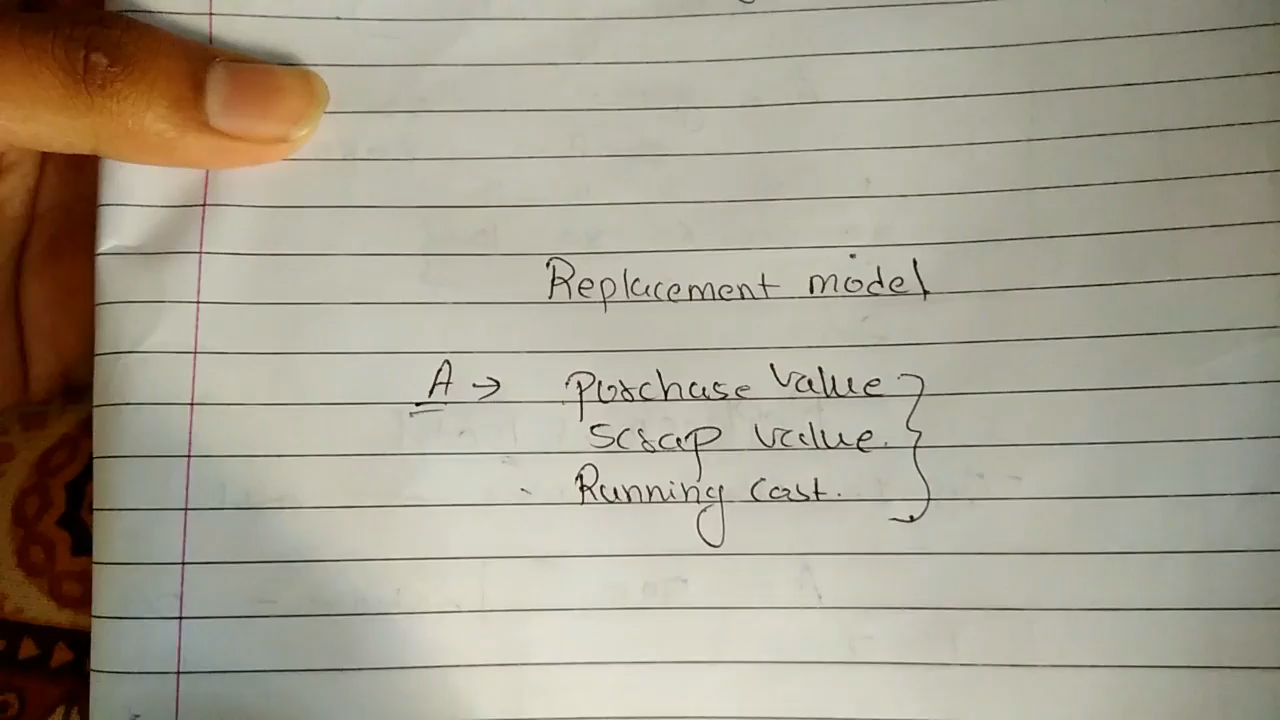 Replacement model
A → Purchase value
Scrap value.
Running cost.